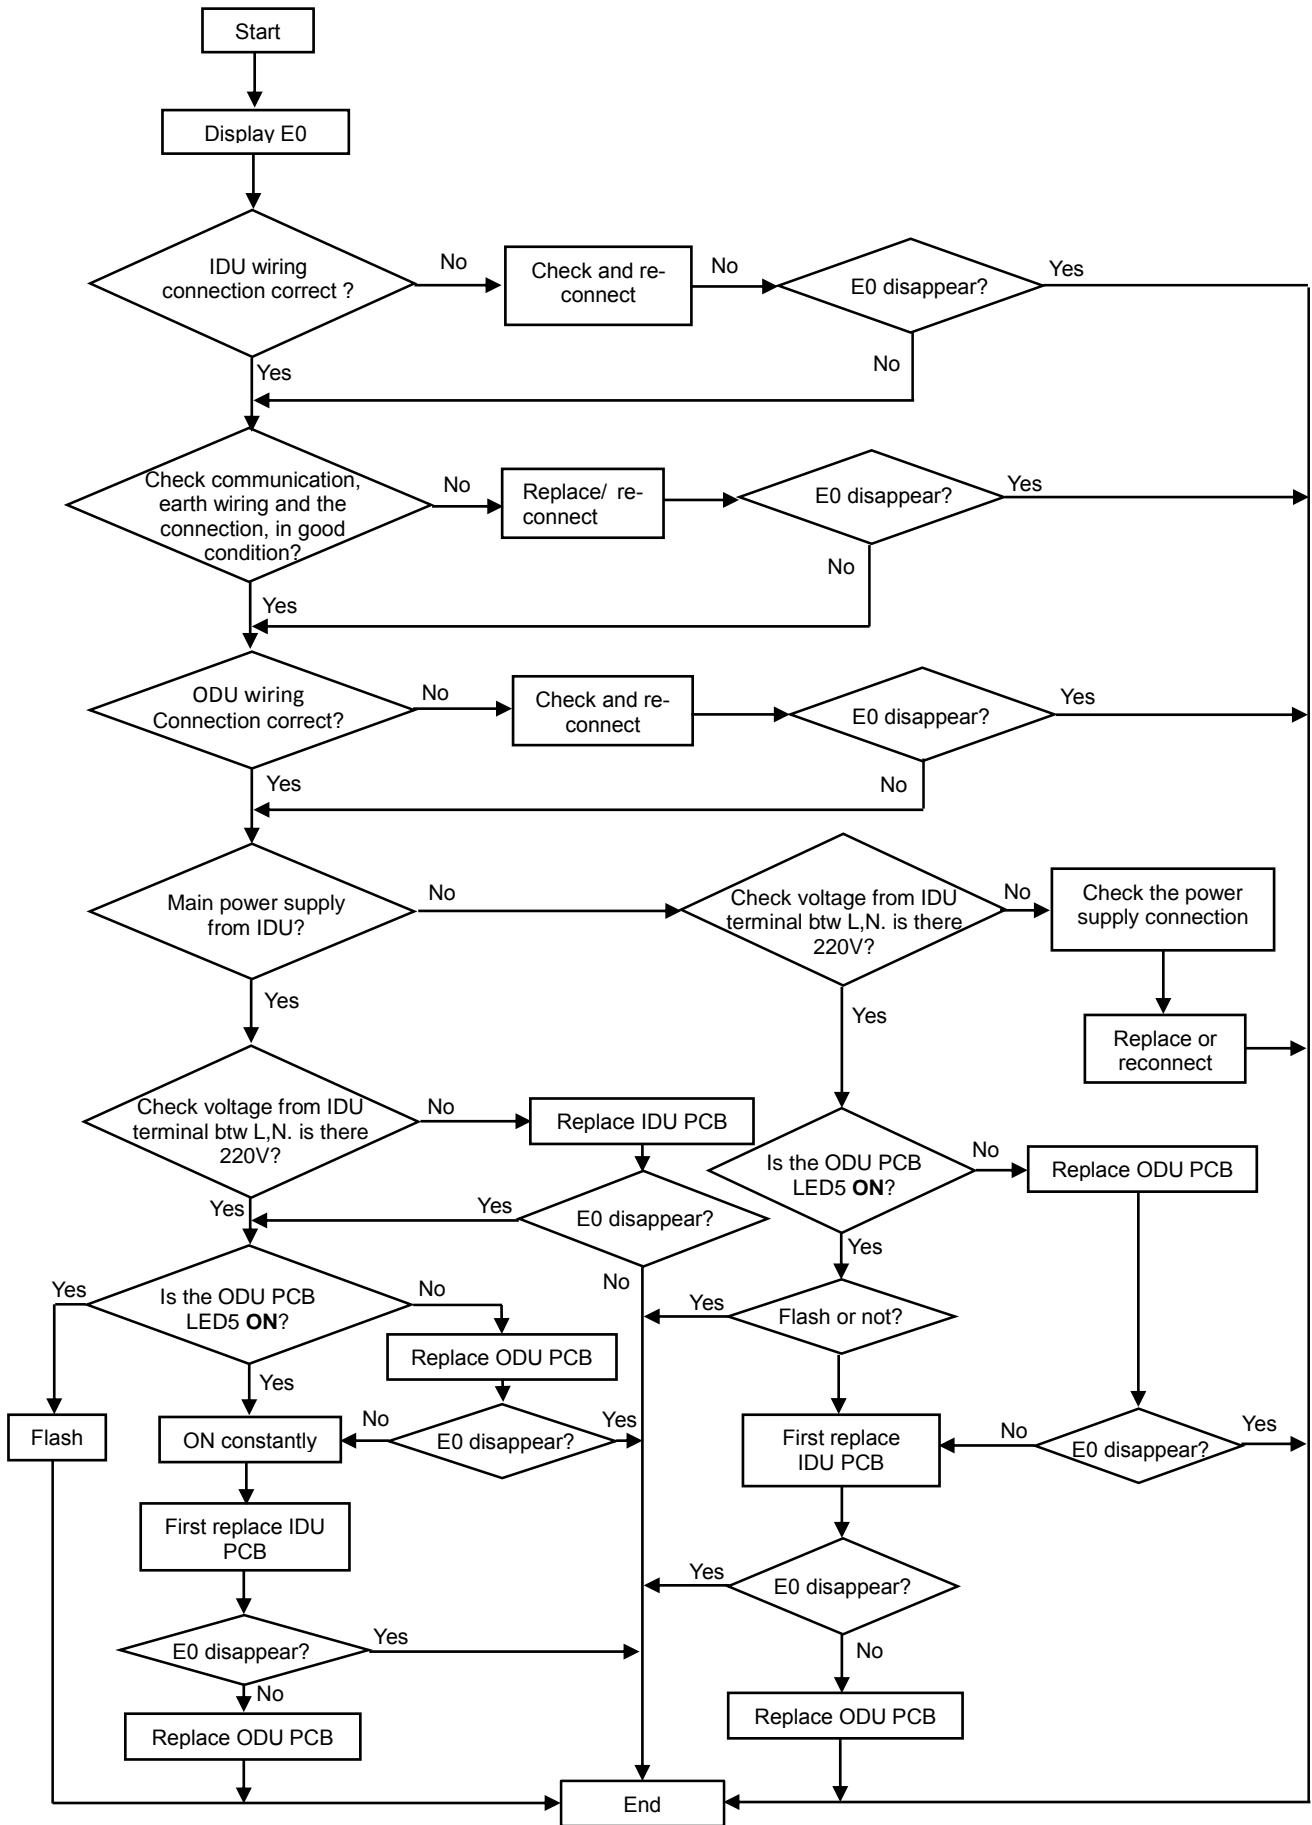 Start
Display E0
IDU wiring
connection correct ?
No
Check and re-
connect
No
E0 disappear?
Yes
No
Yes
Check communication,
earth wiring and the
connection, in good
condition?
No
Replace/ re-
connect
E0 disappear?
Yes
No
Yes
ODU wiring
Connection correct?
No
Check and re-
connect
E0 disappear?
Yes
No
Yes
Main power supply
from IDU?
No
Check voltage from IDU
terminal btw L,N. is there
220V?
No
Check the power
supply connection
Yes
Yes
Replace or
reconnect
Check voltage from IDU
terminal btw L,N. is there
220V?
No
Replace IDU PCB
Is the ODU PCB
LED5 ON?
No
Replace ODU PCB
Yes
Yes
E0 disappear?
Yes
No
Yes
Is the ODU PCB
LED5 ON?
No
Yes
Flash or not?
Replace ODU PCB
Yes
Flash
ON constantly
No
E0 disappear?
Yes
First replace
IDU PCB
No
E0 disappear?
Yes
First replace IDU
PCB
Yes
E0 disappear?
E0 disappear?
Yes
No
No
Replace ODU PCB
Replace ODU PCB
End